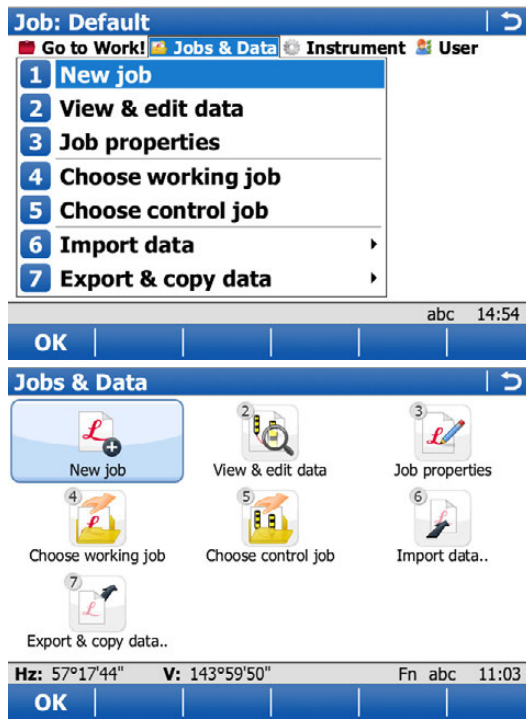 Job: Default
Go to Work! Jobs & Data Instrument User
1 New job
2 View & edit data
3 Job properties
4 Choose working job
5 Choose control job
6 Import data
7 Export & copy data
abc 14:54
OK
Jobs & Data
2 3
New job View & edit data Job properties
4 5 6
Choose working job Choose control job Import data..
7
Export & copy data..
Hz: 57°17'44" V: 143°59'50" Fn abc 11:03
OK